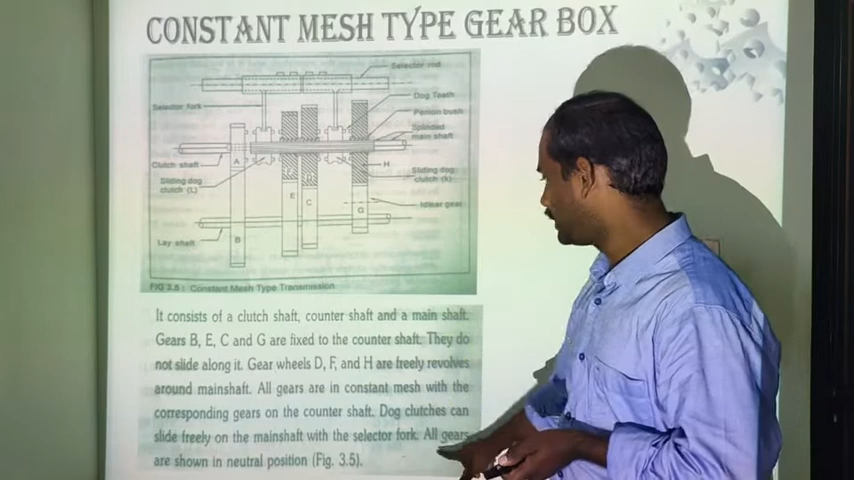 CONSTANT MESH TYPE GEAR BOX
Selector rod
Dog Teeth
Selector fork
Pernion bush
Splinded
main shaft
A
Clutch shaft
H
Sliding dog
clutch (L)
Sliding dog
clutch (k)
F
D
E
C
Idlear gear
G
Lay shaft
B
FIG 3.5 : Constant Mesh Type Transmission
It consists of a clutch shaft, counter shaft and a main shaft.
Gears B, E, C and G are fixed to the counter shaft. They do
not slide along it. Gear wheels D, F, and H are freely revolves
around mainshaft. All gears are in constant mesh with the
corresponding gears on the counter shaft. Dog clutches can
slide freely on the mainshaft with the selector fork. All gears
are shown in neutral position (Fig. 3.5).